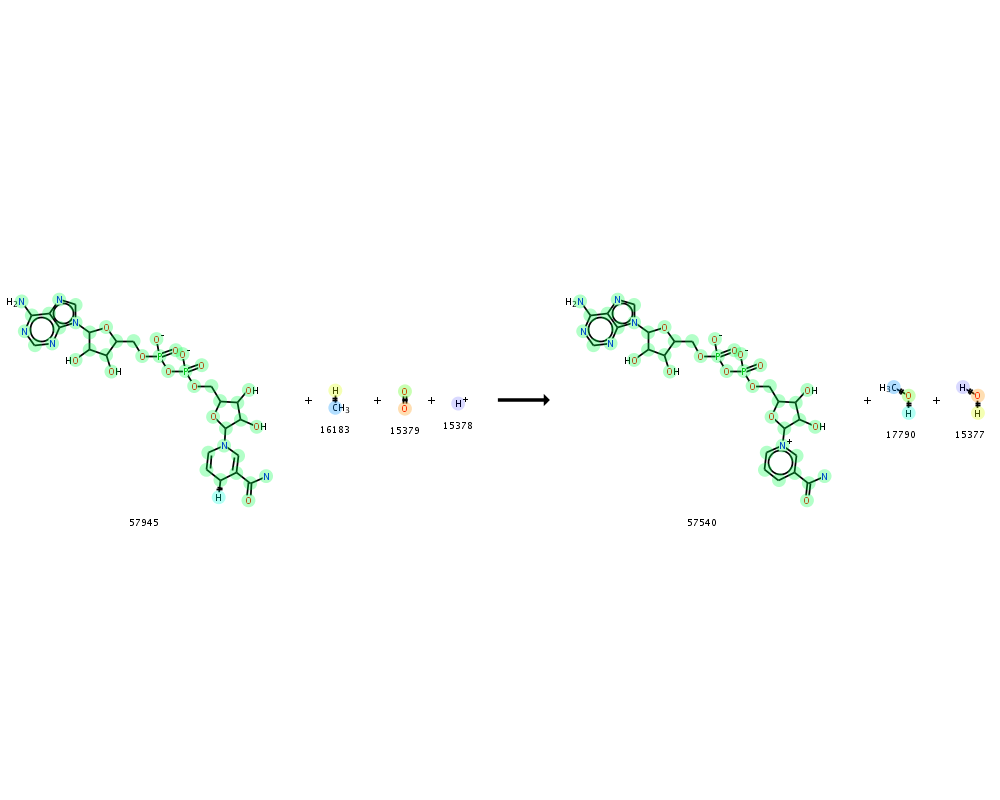 H₂N N N N N O HO OH O P O⁻ O O P O⁻ O O O OH OH N H O N
57945
+
H CH₃
16183
+
O O
15379
+
H⁺
15378
H₂N N N N N O HO OH O P O⁻ O O P O⁻ O O O OH OH N⁺ O N
57540
+
H₃C O H
17790
+
H O H
15377